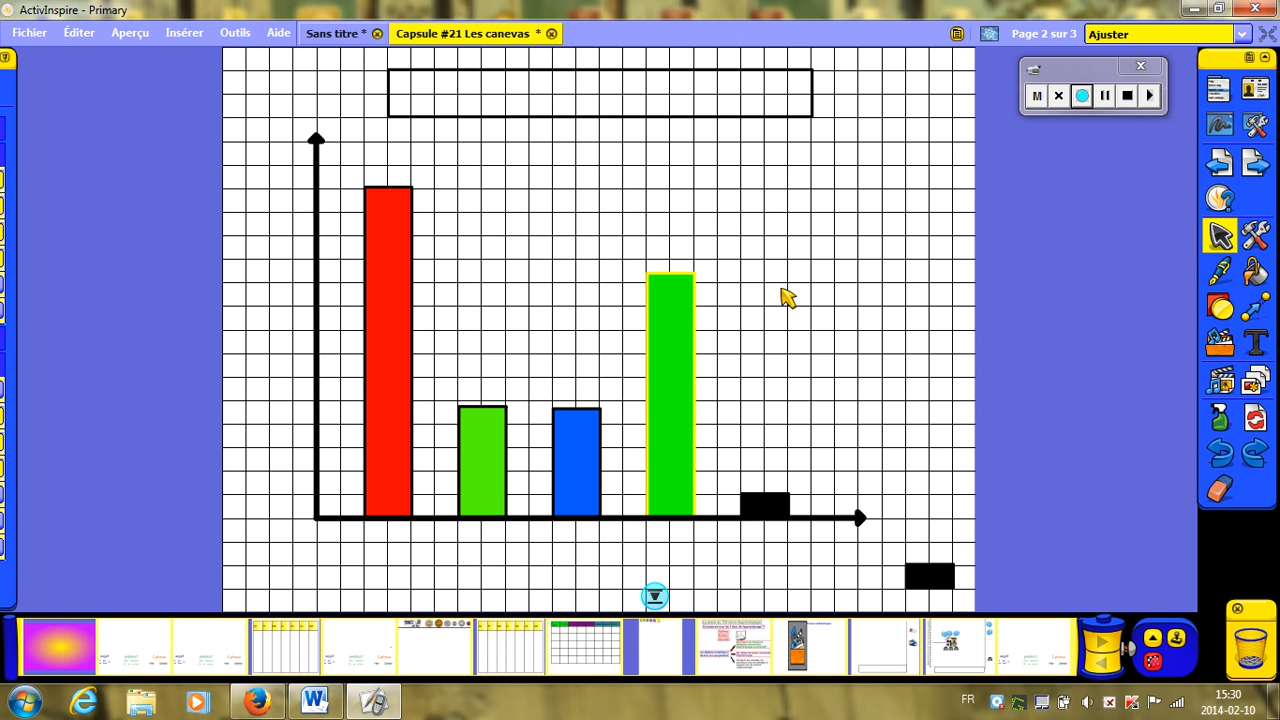 ActivInspire - Primary
Fichier Éditer Aperçu Insérer Outils Aide
Sans titre *
Capsule #21 Les canevas *
Page 2 sur 3
Ajuster
M
T
FR
15:30
2014-02-10